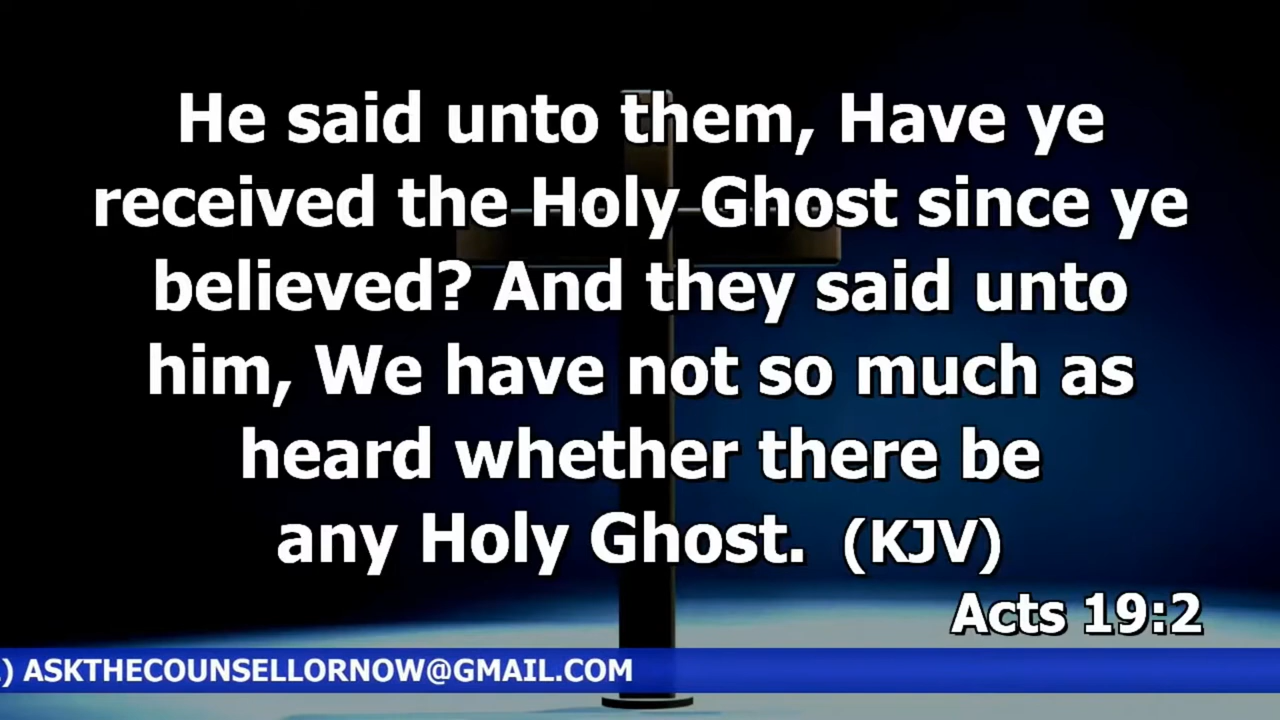 He said unto them, Have ye
received the Holy Ghost since ye
believed? And they said unto
him, We have not so much as
heard whether there be
any Holy Ghost. (KJV)
Acts 19:2
) ASKTHECOUNSELLORNOW@GMAIL.COM